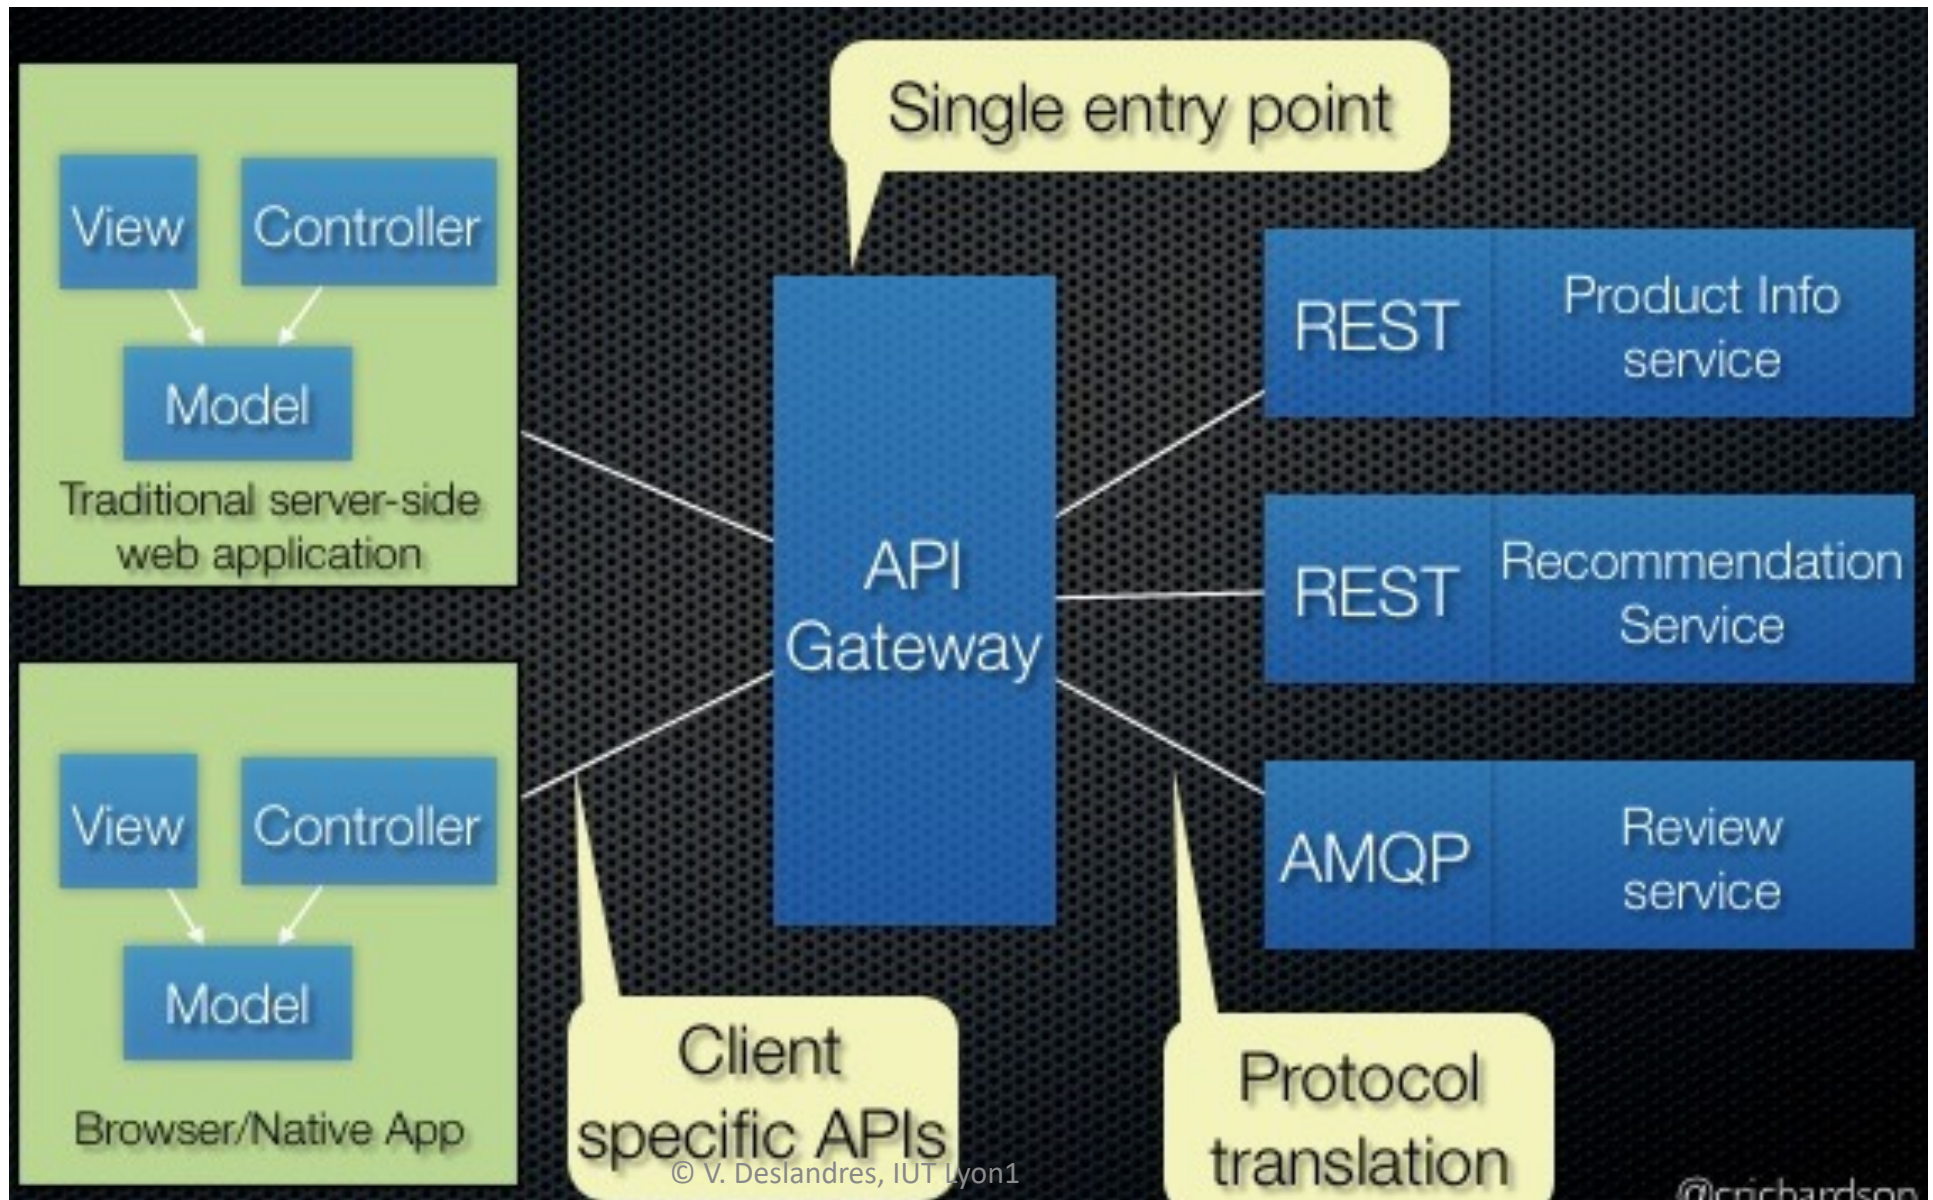 Single entry point
View
Controller
Model
Traditional server-side
web application
View
Controller
Model
Browser/Native App
API
Gateway
REST
Product Info
service
REST
Recommendation
Service
AMQP
Review
service
Client
specific APIs
Protocol
translation
© V. Deslandres, IUT Lyon1
@crichardson